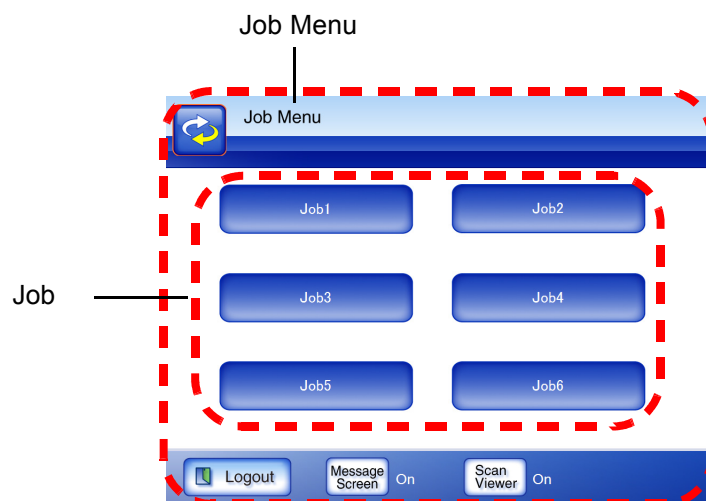 Job Menu
Job Menu
Job1
Job2
Job
Job3
Job4
Job5
Job6
Logout
Message
Screen
On
Scan
Viewer
On